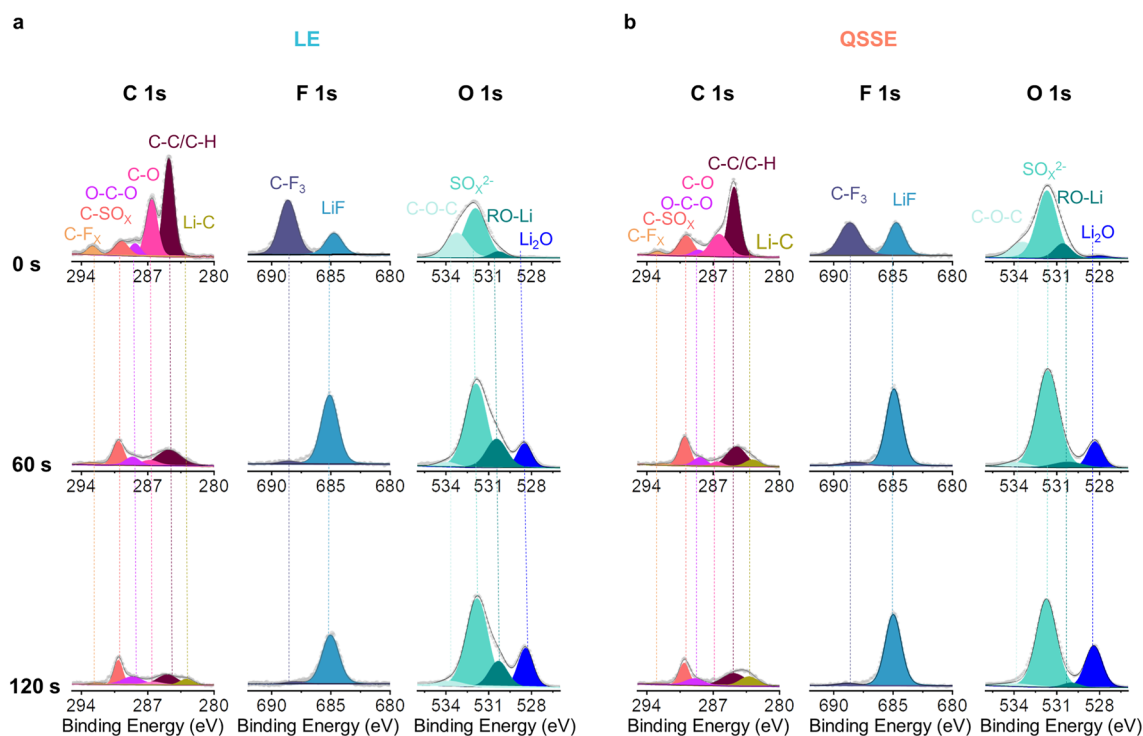 a
LE
C 1s
F 1s
O 1s
C-C/C-H
C-O
O-C-O
C-SOX
C-FX
Li-C
C-F3
LiF
SOX2-
C-O-C
RO-Li
Li2O
0 s
294 287 280
690 685 680
534 531 528
60 s
294 287 280
690 685 680
534 531 528
120 s
294 287 280
690 685 680
534 531 528
Binding Energy (eV)
Binding Energy (eV)
Binding Energy (eV)
b
QSSE
C 1s
F 1s
O 1s
C-C/C-H
C-O
O-C-O
C-SOX
C-FX
Li-C
C-F3
LiF
SOX2-
C-O-C
RO-Li
Li2O
294 287 280
690 685 680
534 531 528
294 287 280
690 685 680
534 531 528
294 287 280
690 685 680
534 531 528
Binding Energy (eV)
Binding Energy (eV)
Binding Energy (eV)